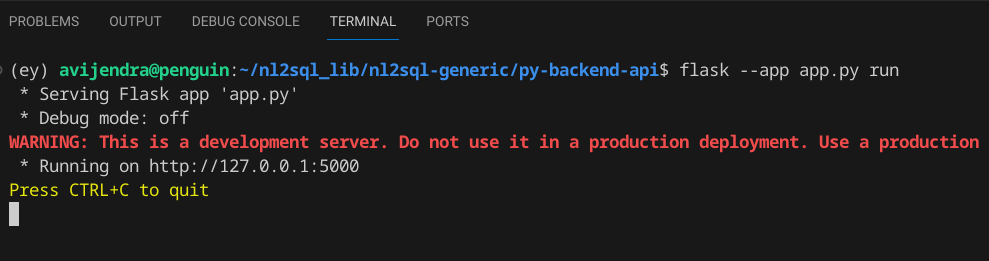 PROBLEMS OUTPUT DEBUG CONSOLE TERMINAL PORTS
(ey) avijendra@penguin:~/nl2sql_lib/nl2sql-generic/py-backend-api$ flask --app app.py run
* Serving Flask app 'app.py'
* Debug mode: off
WARNING: This is a development server. Do not use it in a production deployment. Use a production
* Running on http://127.0.0.1:5000
Press CTRL+C to quit